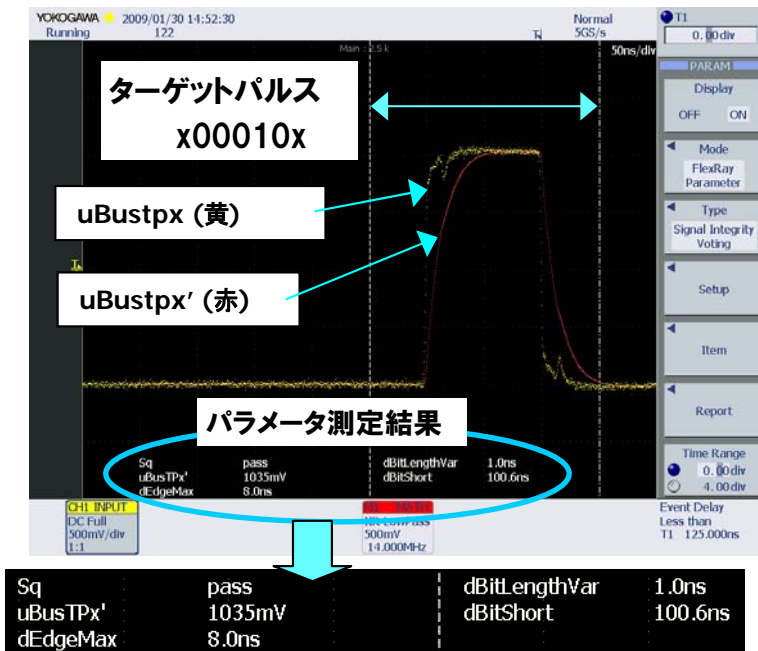 YOKOGAWA 2009/01/30 14:52:30
Running 122
Normal
5GS/s
T1
0.00div
Main : 2.5 k
50ns/div
PARAM
Display
OFF ON
Mode
FlexRay
Parameter
Type
Signal Integrity
Voting
Setup
Item
Report
Time Range
0.00div
4.00div
ターゲットパルス
x00010x
uBustpx (黄)
uBustpx’ (赤)
パラメータ測定結果
Sq pass dBitLengthVar 1.0ns
uBusTPx' 1035mV dBitShort 100.6ns
dEdgeMax 8.0ns
CH1 INPUT
DC Full
500mV/div
1:1
500mV
14.000MHz
Event Delay
Less than
T1 125.000ns
Sq pass dBitLengthVar 1.0ns
uBusTPx' 1035mV dBitShort 100.6ns
dEdgeMax 8.0ns